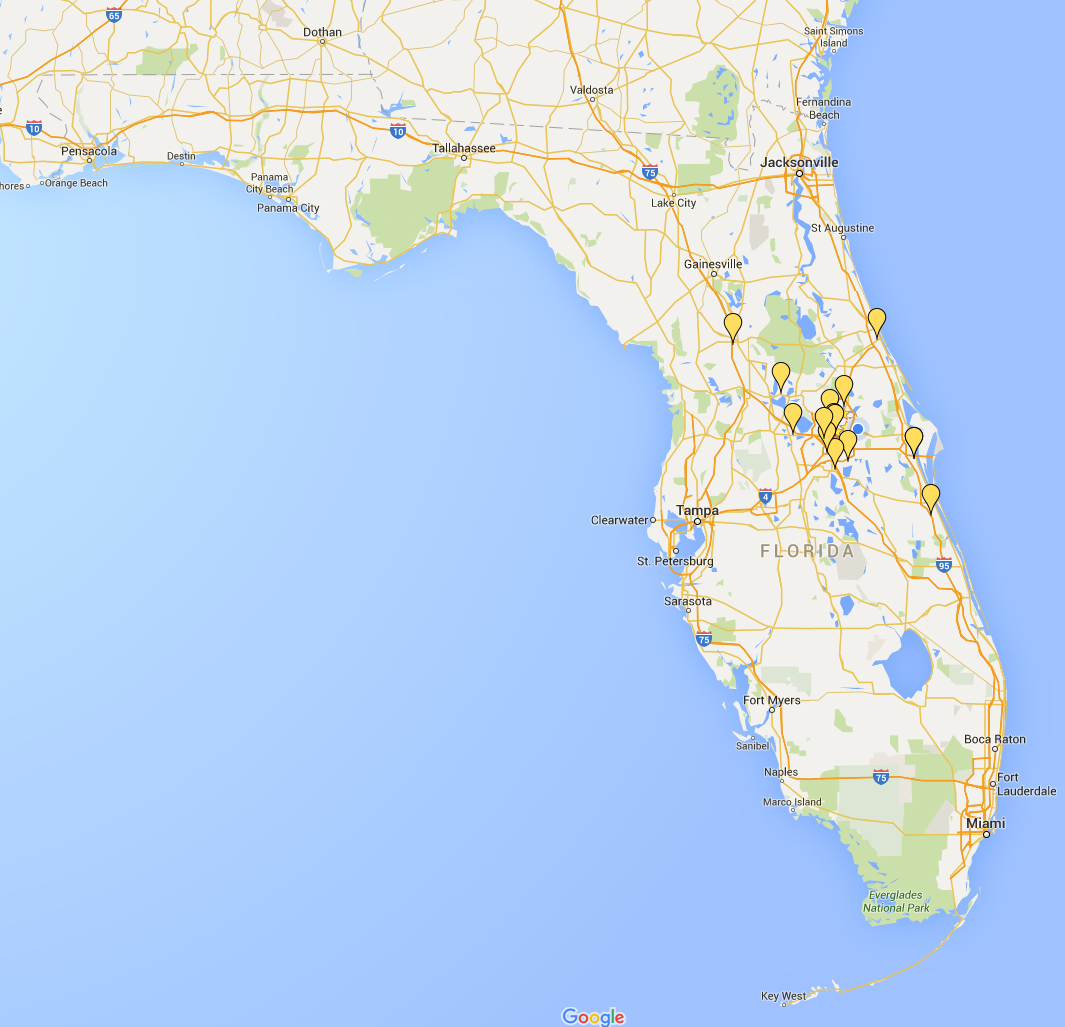 65
Dothan
Saint Simons
Island
Valdosta
Fernandina
Beach
10
10
Pensacola
Destin
Tallahassee
Jacksonville
75
Orange Beach
Panama
City Beach
Panama City
Lake City
St Augustine
Gainesville
4
Tampa
Clearwater
FLORIDA
St. Petersburg
95
Sarasota
75
Fort Myers
Boca Raton
Sanibel
Naples
75
Fort
Lauderdale
Marco Island
Miami
Everglades
National Park
Key West
Google